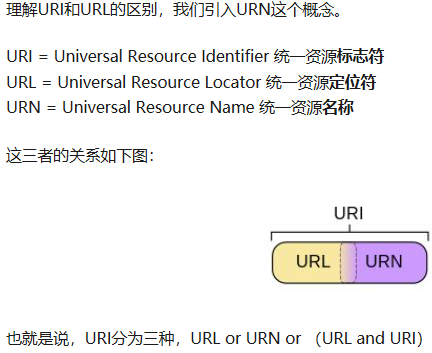 理解URI和URL的区别，我们引入URN这个概念。
URI = Universal Resource Identifier 统一资源标志符
URL = Universal Resource Locator 统一资源定位符
URN = Universal Resource Name 统一资源名称
这三者的关系如下图：
URI
URL URN
也就是说，URI分为三种，URL or URN or （URL and URI）